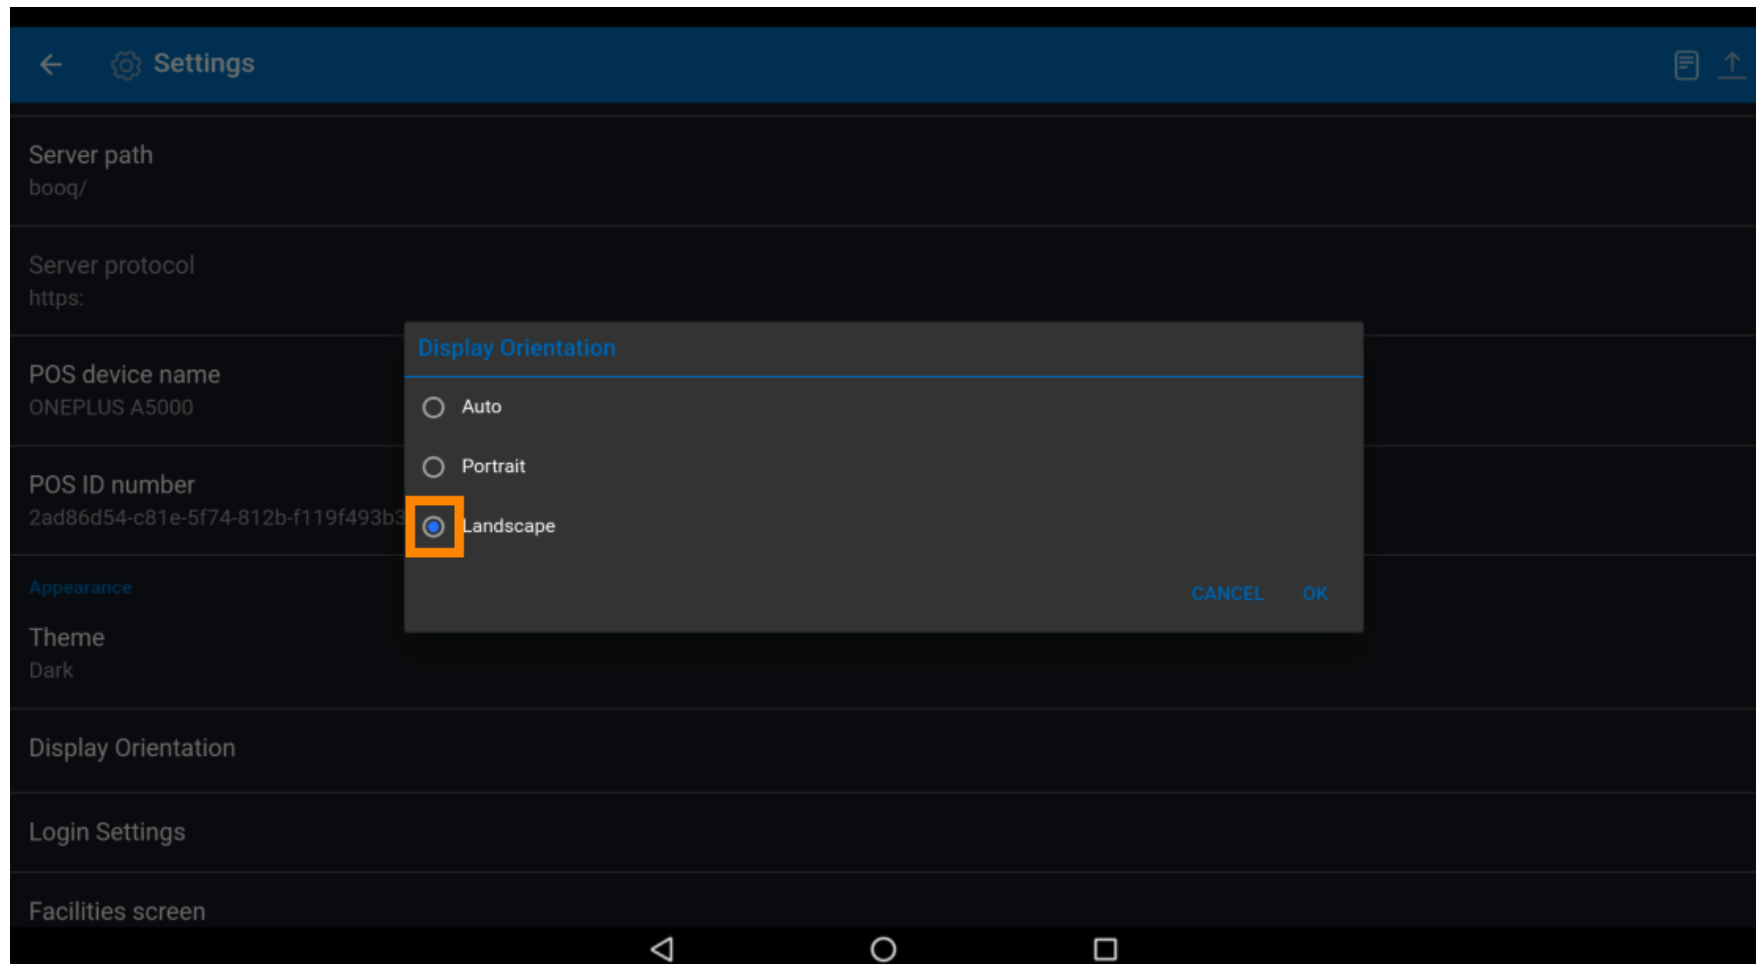 Settings
Server path
booq/
Server protocol
https:
POS device name
ONEPLUS A5000
POS ID number
2ad86d54-c81e-5f74-812b-f119f493b3
Appearance
Theme
Dark
Display Orientation
Login Settings
Facilities screen
Display Orientation
Auto
Portrait
Landscape
CANCEL OK